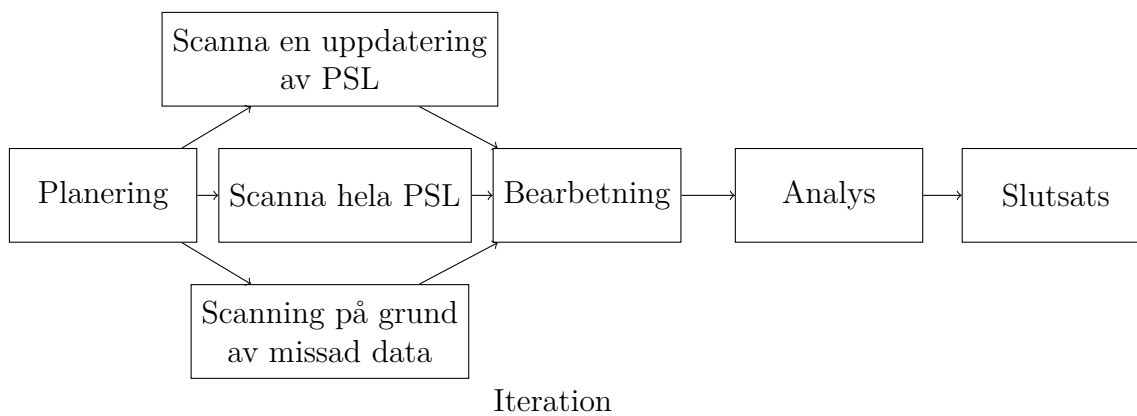 Scanna en uppdatering
av PSL
Planering
Scanna hela PSL
Bearbetning
Analys
Slutsats
Scanning på grund
av missad data
Iteration